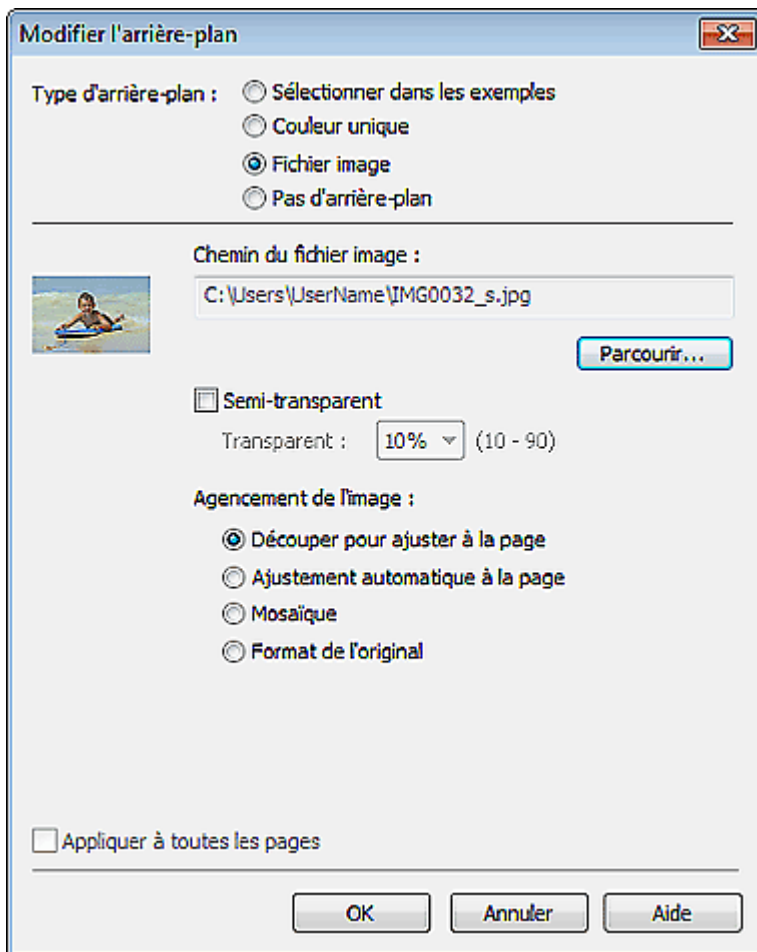 Modifier l'arrière-plan
Type d'arrière-plan :
Sélectionner dans les exemples
Couleur unique
Fichier image
Pas d'arrière-plan
Chemin du fichier image :
C:\Users\UserName\IMG0032_s.jpg
Parcourir...
Semi-transparent
Transparent : 10% (10 - 90)
Agencement de l'image :
Découper pour ajuster à la page
Ajustement automatique à la page
Mosaïque
Format de l'original
Appliquer à toutes les pages
OK Annuler Aide